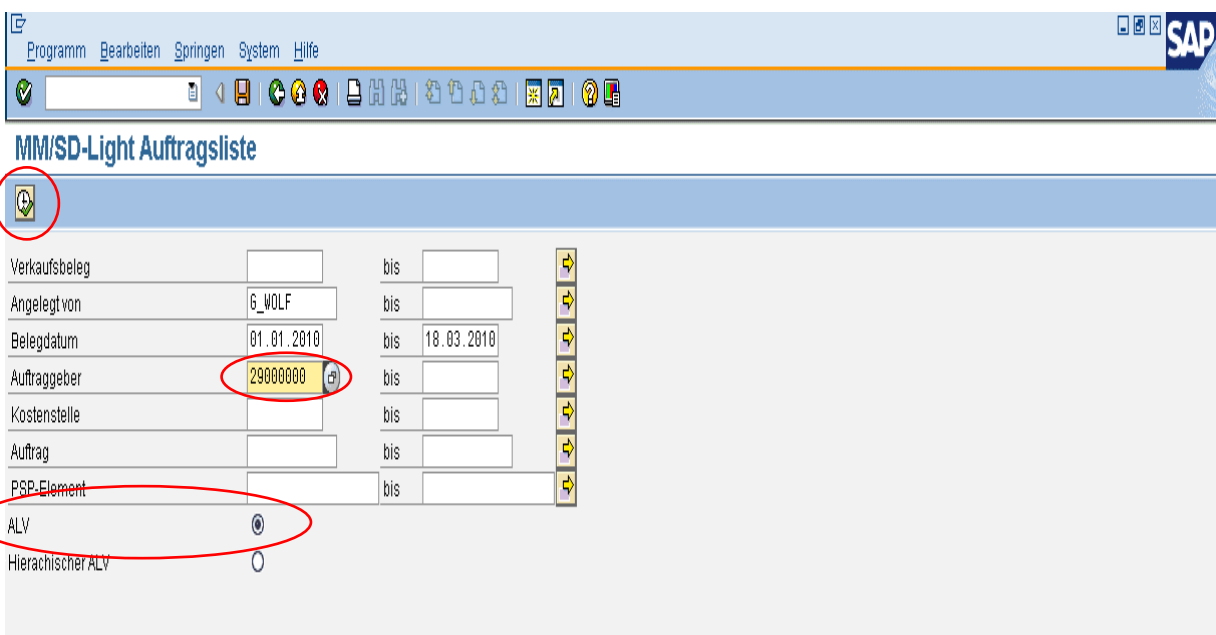 Programm Bearbeiten Springen System Hilfe
SAP
MM/SD-Light Auftragsliste
Verkaufsbeleg bis
Angelegt von G_WOLF bis
Belegdatum 01.01.2010 bis 18.03.2010
Auftraggeber 29000000 bis
Kostenstelle bis
Auftrag bis
PSP-Element bis
ALV
Hierachischer ALV